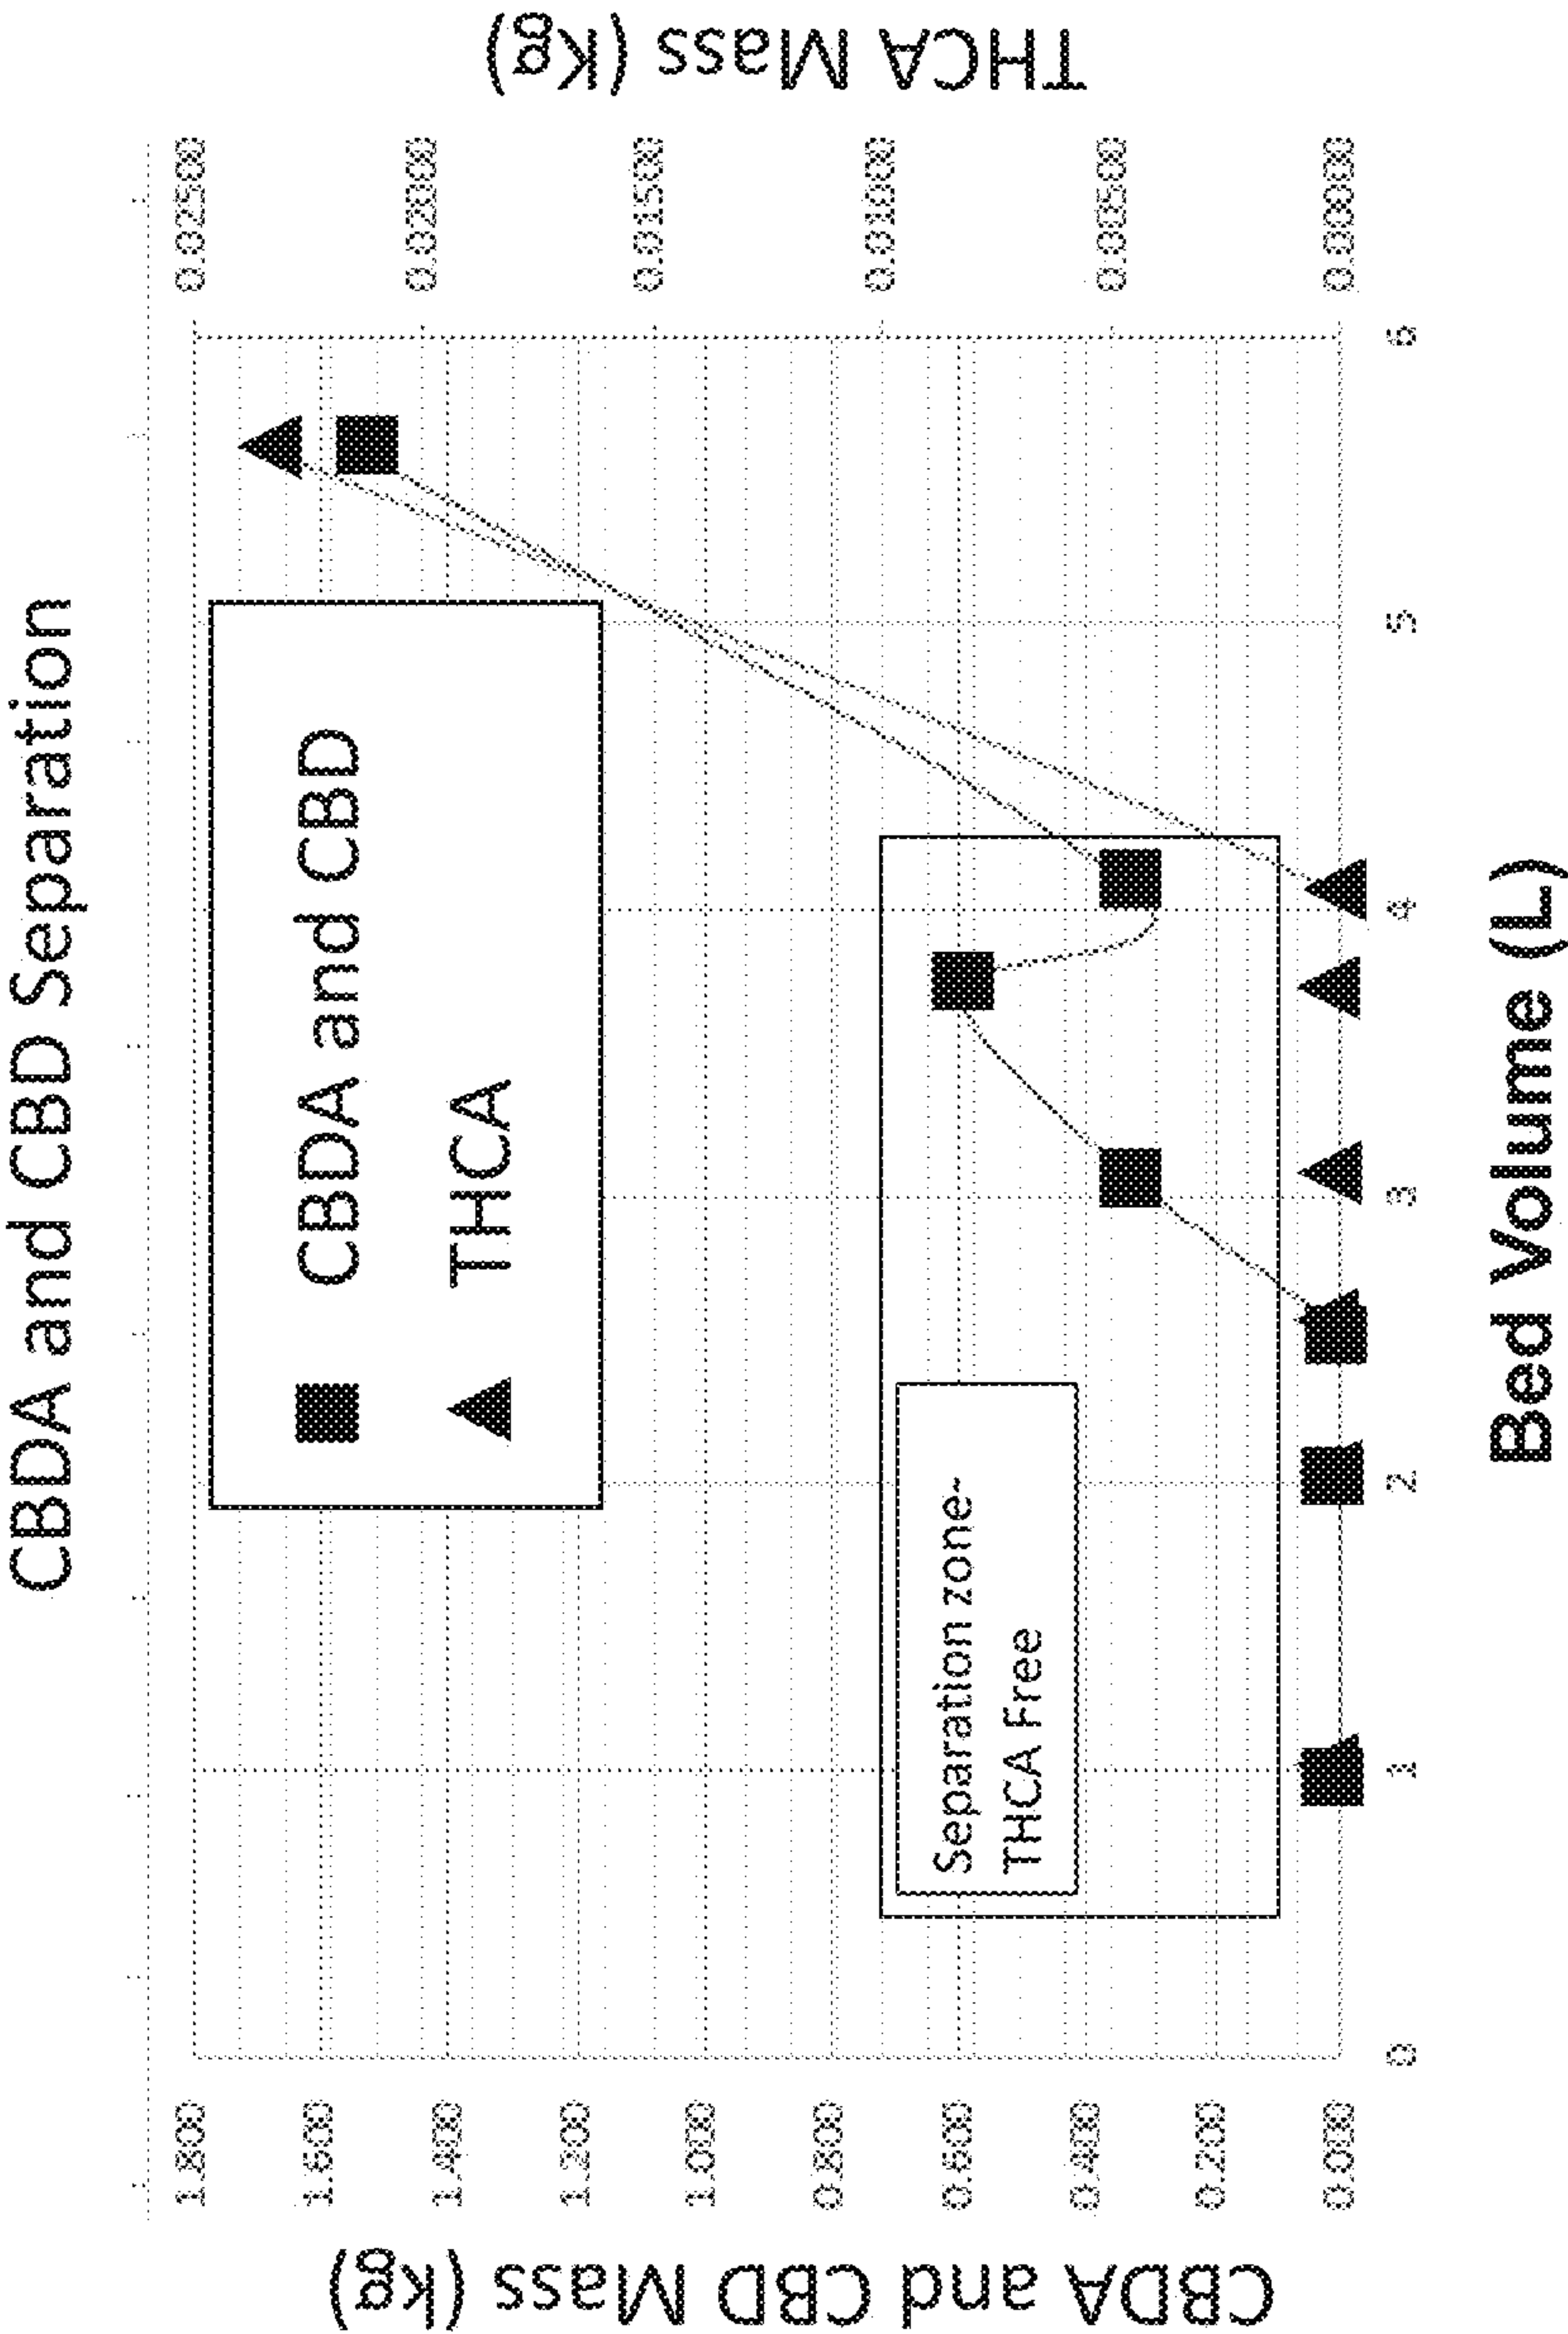 CBDA and CBD Separation
CBDA and CBD Mass (kg)
1.800
1.600
1.400
1.200
1.000
0.800
0.600
0.400
0.200
0.000
CBDA and CBD
THCA
Separation zone-
THCA Free
0.02500
0.02000
0.01500
0.01000
0.00500
0.00000
THCA Mass (Kg)
0
1
2
3
4
5
6
Bed Volume (L)